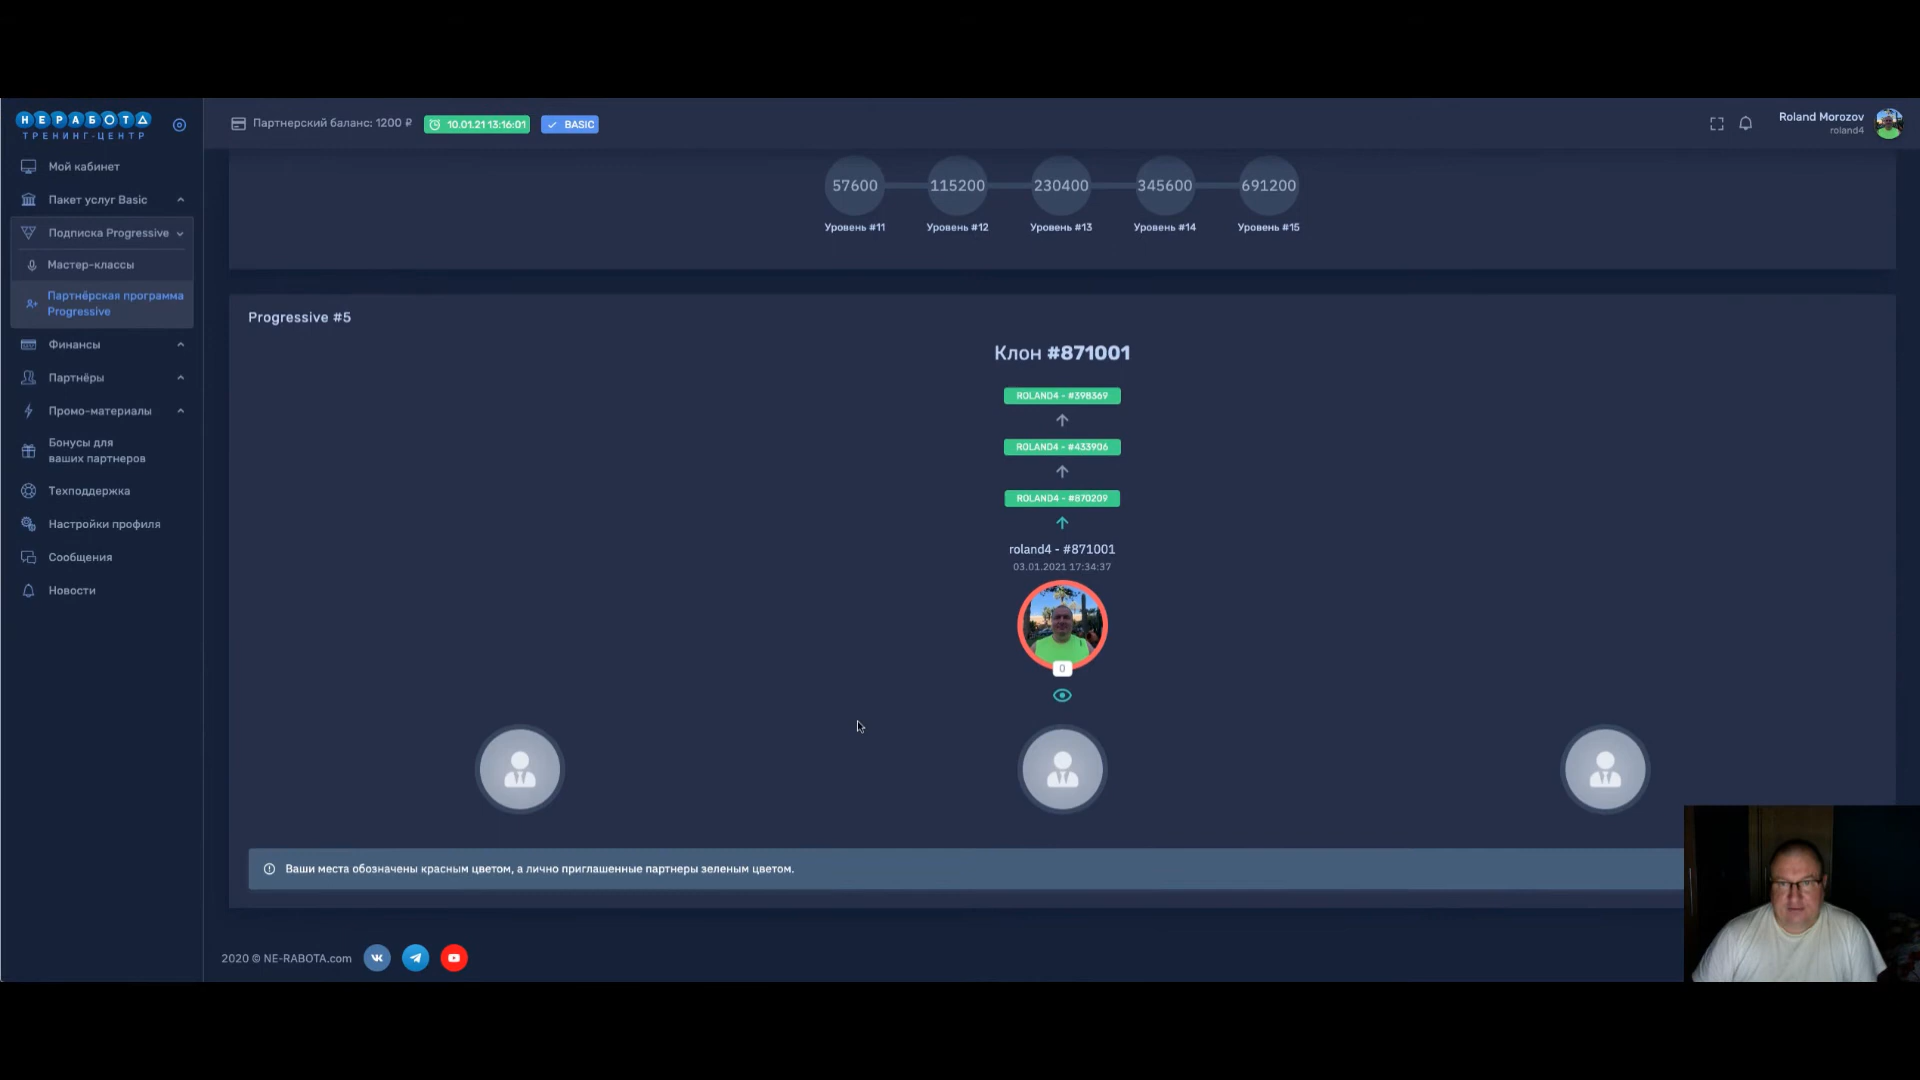 НЕРАБОТА
ТРЕНИНГ-ЦЕНТР
Партнерский баланс: 1200 ₽
10.01.21 13:16:01
BASIC
Roland Morozov
roland4
Мой кабинет
Пакет услуг Basic
Подписка Progressive
Мастер-классы
Партнёрская программа
Progressive
Финансы
Партнёры
Промо-материалы
Бонусы для
ваших партнеров
Техподдержка
Настройки профиля
Сообщения
Новости
57600 115200 230400 345600 691200
Уровень #11 Уровень #12 Уровень #13 Уровень #14 Уровень #15
Progressive #5
Клон #871001
ROLAND4 - #398369
ROLAND4 - #433906
ROLAND4 - #870209
roland4 - #871001
03.01.2021 17:34:37
0
Ваши места обозначены красным цветом, а лично приглашенные партнеры зеленым цветом.
2020 © NE-RABOTA.com